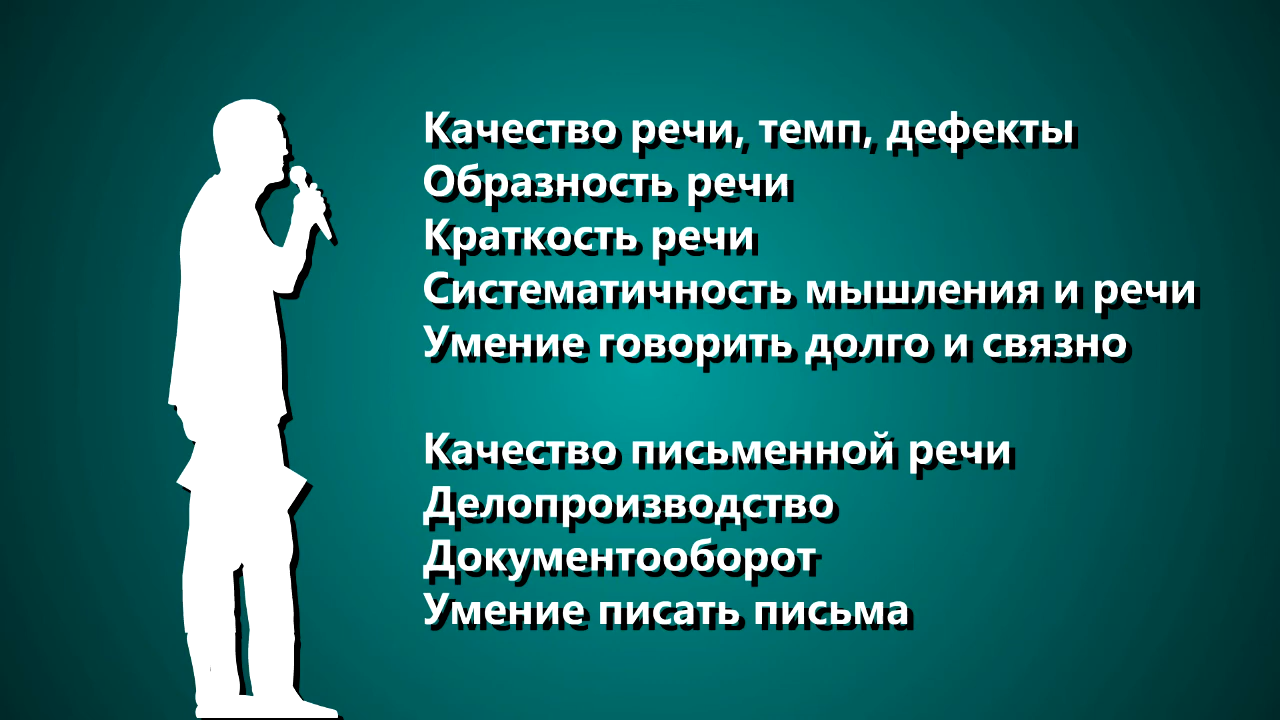 Качество речи, темп, дефекты
Образность речи
Краткость речи
Систематичность мышления и речи
Умение говорить долго и связно
Качество письменной речи
Делопроизводство
Документооборот
Умение писать письма